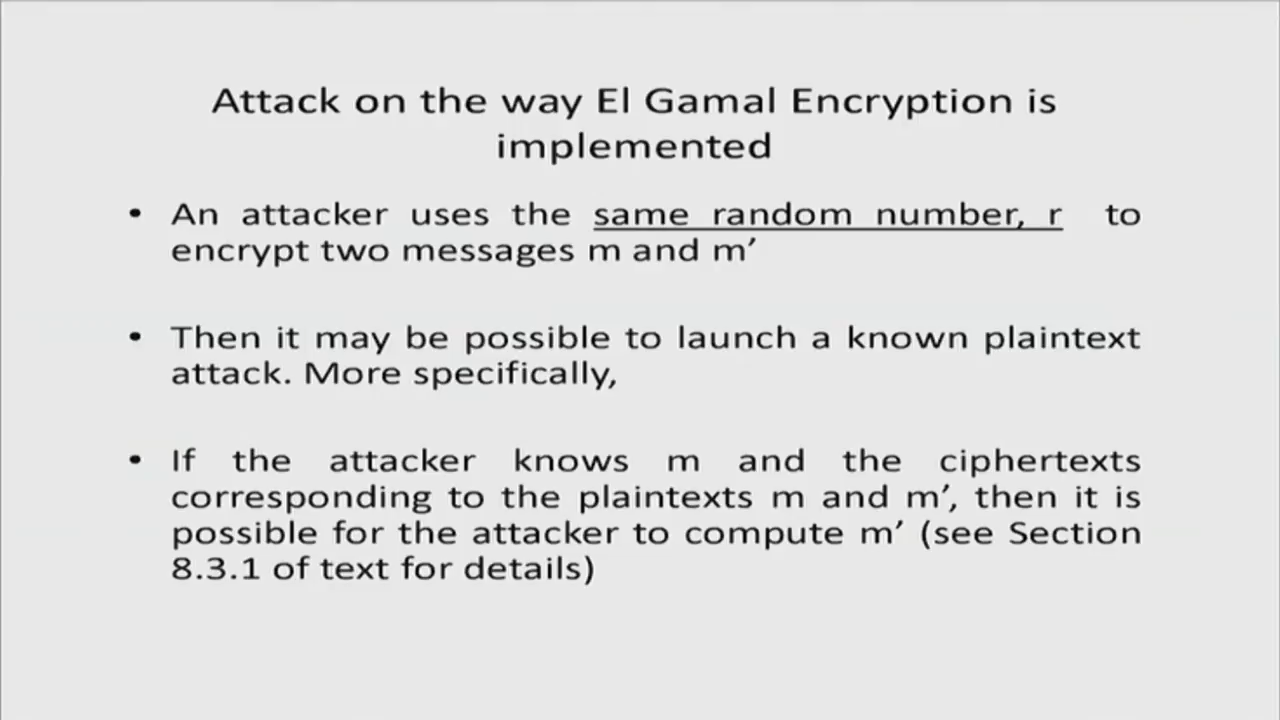 Attack on the way El Gamal Encryption is
implemented
• An attacker uses the same random number, r to
encrypt two messages m and m’
• Then it may be possible to launch a known plaintext
attack. More specifically,
• If the attacker knows m and the ciphertexts
corresponding to the plaintexts m and m’, then it is
possible for the attacker to compute m’ (see Section
8.3.1 of text for details)